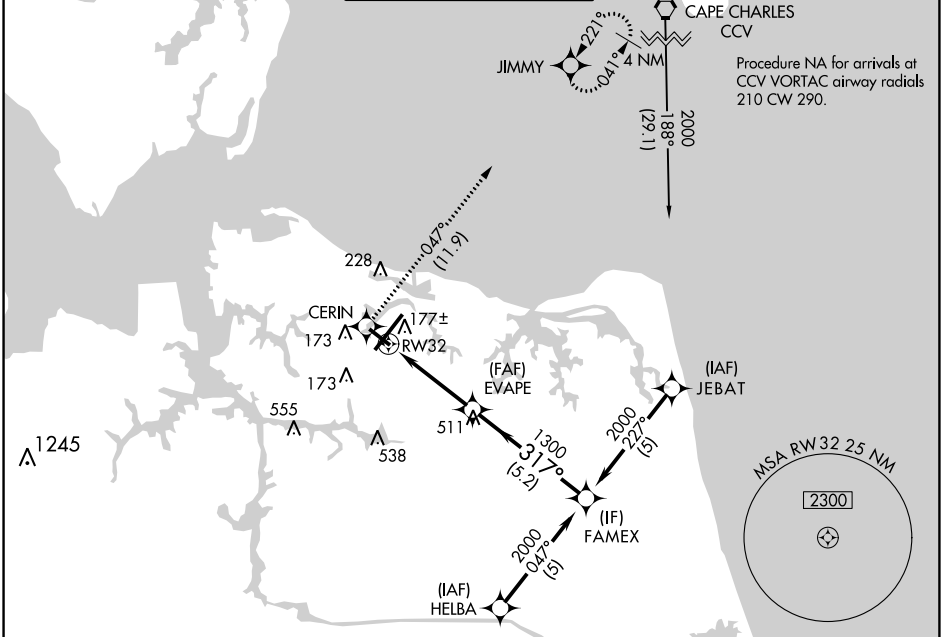 CAPE CHARLES
CCV
221°
JIMMY
041°
4 NM
Procedure NA for arrivals at
CCV VORTAC airway radials
210 CW 290.
2000
188°
(29.1)
047°
(11.9)
228
CERIN
177±
173
RW32
173
(FAF)
EVAPE
(IAF)
JEBAT
555
511
538
1245
1300
317°
(5.2)
2000
227°
(5)
MSA RW32 25 NM
2300
(IF)
FAMEX
2000
047°
(5)
(IAF)
HELBA